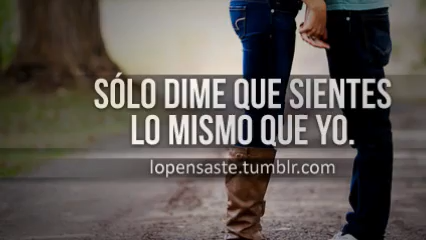 SÓLO DIME QUE SIENTES
LO MISMO QUE YO.
lopensaste.tumblr.com